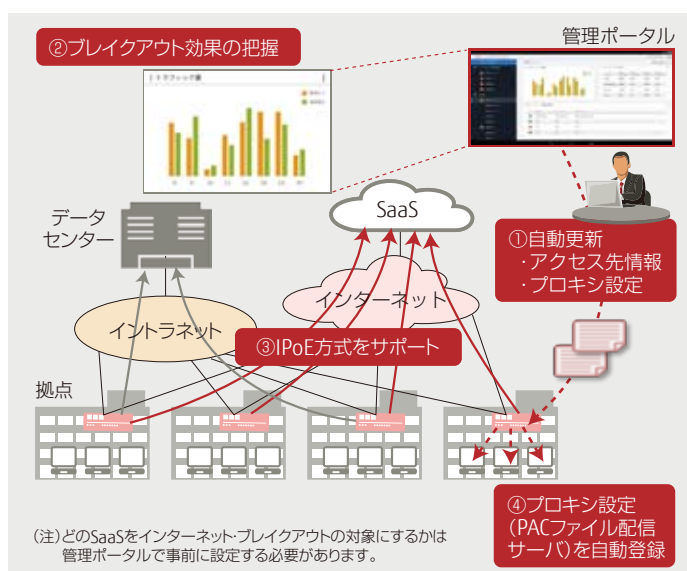 ②ブレイクアウト効果の把握
管理ポータル
トラフィック量
データ
センター
SaaS
①自動更新
・アクセス先情報
・プロキシ設定
インターネット
イントラネット
③IPoE方式をサポート
拠点
④プロキシ設定
(PACファイル配信
サーバ)を自動登録
(注)どのSaaSをインターネット・ブレイクアウトの対象にするかは
管理ポータルで事前に設定する必要があります。